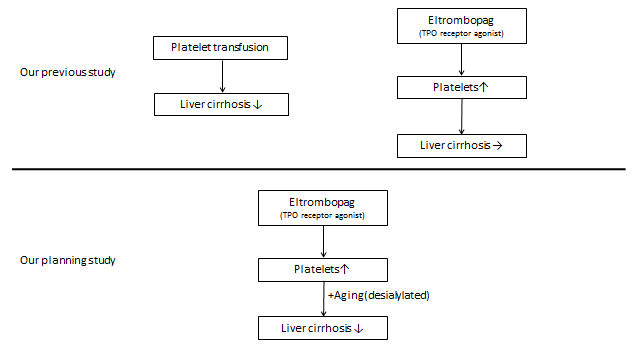 Our previous study
Platelet transfusion
Liver cirrhosis ↓
Eltrombopag
(TPO receptor agonist)
Platelets↑
Liver cirrhosis →
Our planning study
Eltrombopag
(TPO receptor agonist)
Platelets↑
+Aging(desialylated)
Liver cirrhosis ↓